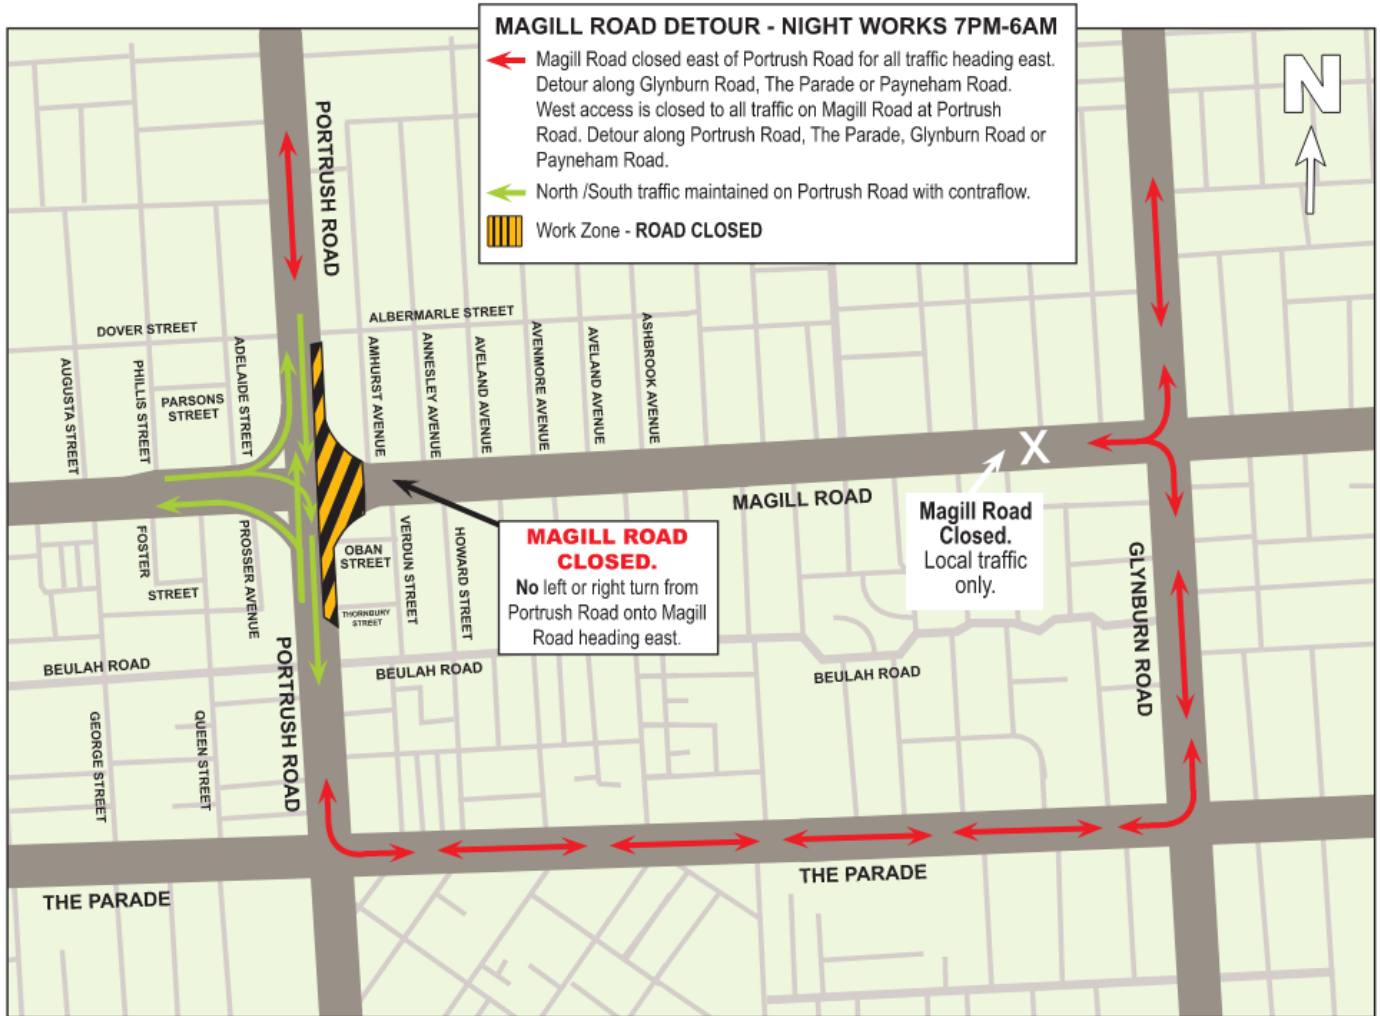 MAGILL ROAD DETOUR - NIGHT WORKS 7PM-6AM
Magill Road closed east of Portrush Road for all traffic heading east.
Detour along Glynburn Road, The Parade or Payneham Road.
West access is closed to all traffic on Magill Road at Portrush
Road. Detour along Portrush Road, The Parade, Glynburn Road or
Payneham Road.
North /South traffic maintained on Portrush Road with contraflow.
Work Zone - ROAD CLOSED
N
PORTRUSH ROAD
DOVER STREET
ALBERMARLE STREET
AUGUSTA STREET
PHILLIS STREET
PARSONS
STREET
ADELAIDE STREET
AMHURST AVENUE
ANNESLEY AVENUE
AVELAND AVENUE
AVENMORE AVENUE
AVELAND AVENUE
ASHBROOK AVENUE
X
MAGILL ROAD
Magill Road
Closed.
Local traffic
only.
MAGILL ROAD
CLOSED.
No left or right turn from
Portrush Road onto Magill
Road heading east.
FOSTER
STREET
PROSSER AVENUE
OBAN
STREET
THORNBURY
STREET
VERDUN STREET
HOWARD STREET
GLYNBURN ROAD
BEULAH ROAD
BEULAH ROAD
BEULAH ROAD
GEORGE STREET
QUEEN STREET
PORTRUSH ROAD
THE PARADE
THE PARADE